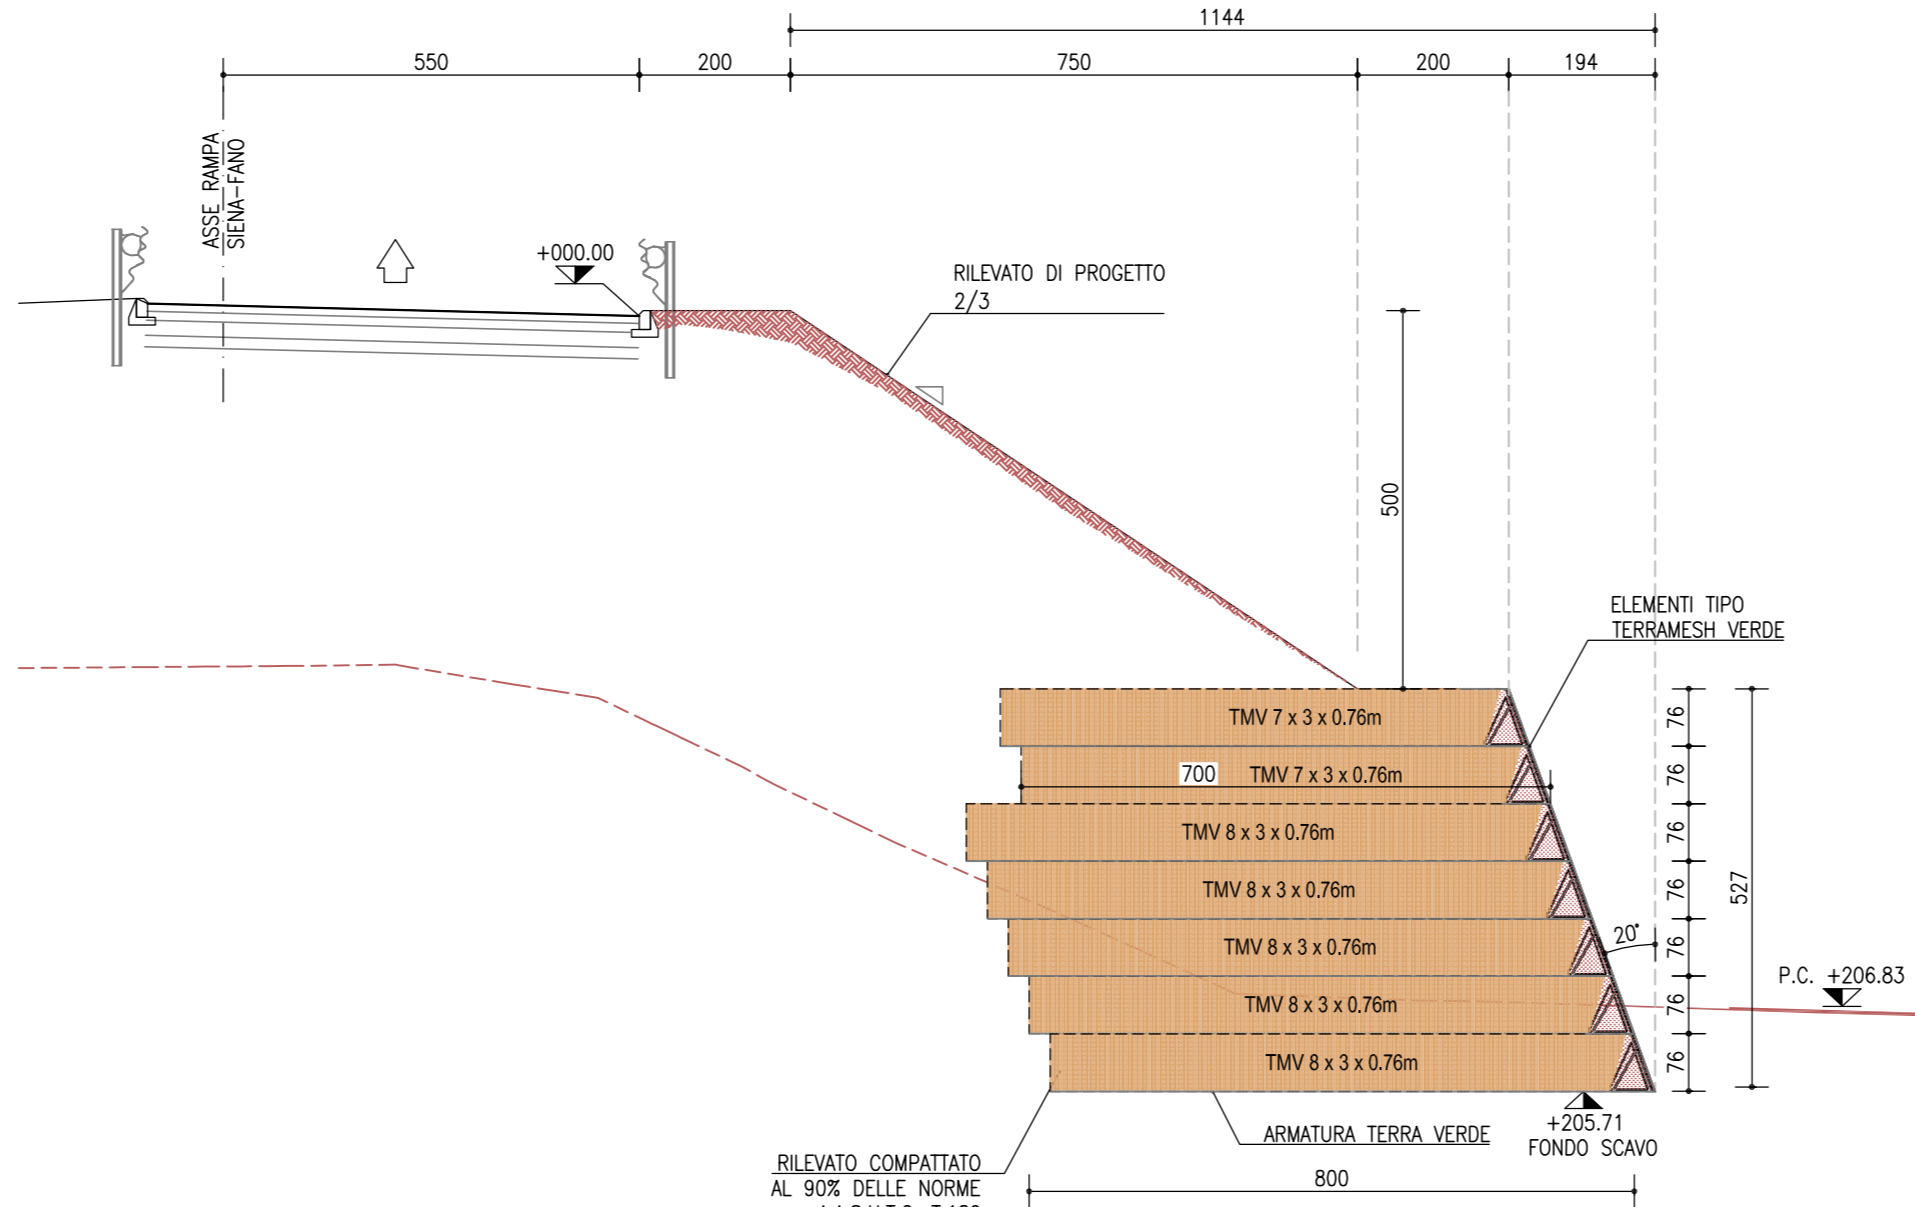 1144
550
200
750
200
194
ASSE RAMPA
SIENA-FANO
+000.00
RILEVATO DI PROGETTO
2/3
500
ELEMENTI TIPO
TERRAMESH VERDE
TMV 7 x 3 x 0.76m
76
700
TMV 7 x 3 x 0.76m
76
TMV 8 x 3 x 0.76m
76
TMV 8 x 3 x 0.76m
76
527
TMV 8 x 3 x 0.76m
20°
76
P.C. +206.83
TMV 8 x 3 x 0.76m
76
TMV 8 x 3 x 0.76m
76
+205.71
FONDO SCAVO
ARMATURA TERRA VERDE
RILEVATO COMPATTATO
AL 90% DELLE NORME
800